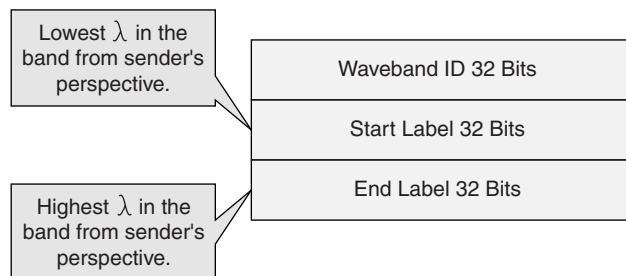 Lowest λ in the
band from sender's
perspective.
Waveband ID 32 Bits
Start Label 32 Bits
End Label 32 Bits
Highest λ in the
band from sender's
perspective.